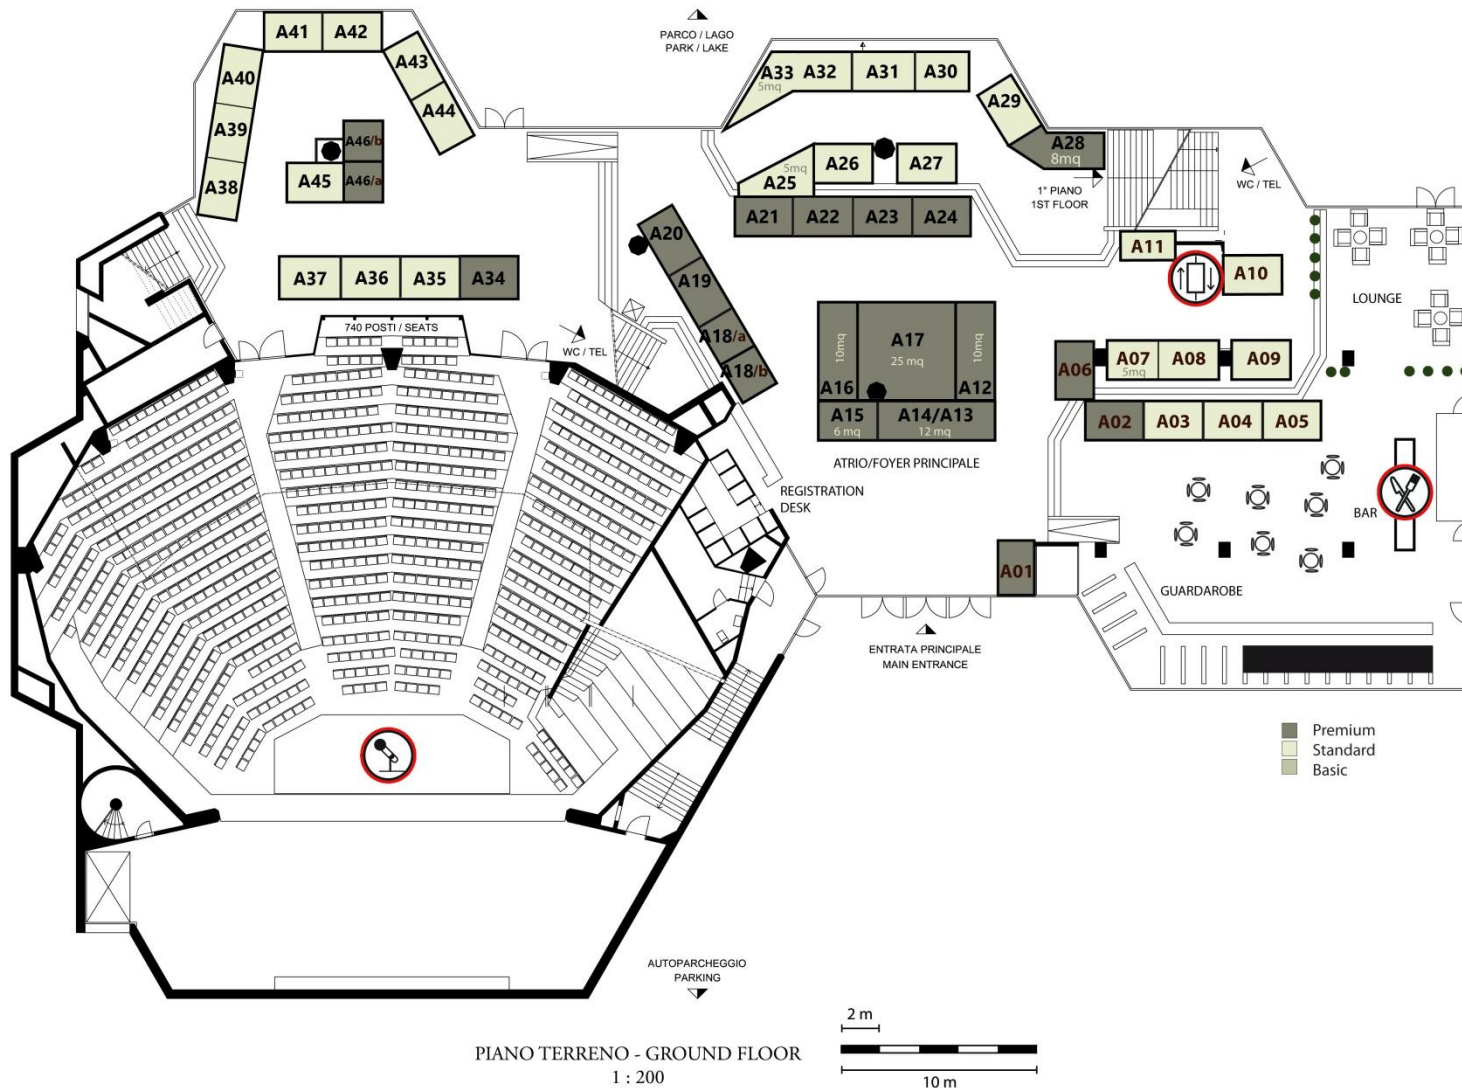 A41 A42
PARCO / LAGO
PARK / LAKE
A43
A40
A33
5mq
A32
A31
A30
A44
A29
A39
A46/b
A28
8mq
A45
A46/a
A38
5mq
A25
A26
A27
1° PIANO
1ST FLOOR
WC / TEL
A21 A22 A23 A24
A20
A11
A10
A37 A36 A35 A34
A19
LOUNGE
740 POSTI / SEATS
WC / TEL
A18/a
A18/b
10mq
A16
A17
25 mq
10mq
A12
A06
A07
5mq
A08
A09
A15
6 mq
A14/A13
12 mq
A02 A03 A04 A05
ATRIO/FOYER PRINCIPALE
REGISTRATION
DESK
BAR
A01
GUARDAROBE
ENTRATA PRINCIPALE
MAIN ENTRANCE
Premium
Standard
Basic
AUTOPARCHEGGIO
PARKING
2 m
PIANO TERRENO - GROUND FLOOR
1 : 200
10 m